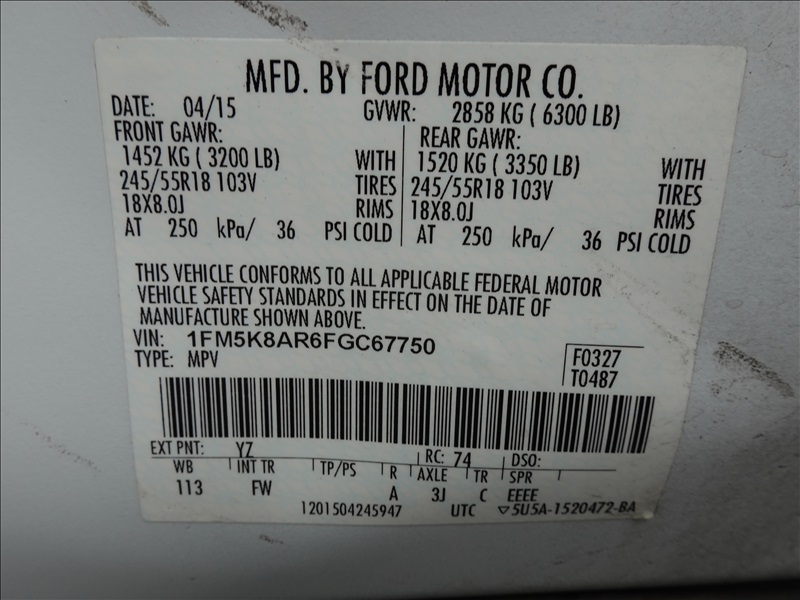 MFD. BY FORD MOTOR CO.
DATE: 04/15 GVWR: 2858 KG ( 6300 LB)
FRONT GAWR: REAR GAWR:
1452 KG ( 3200 LB) WITH 1520 KG ( 3350 LB) WITH
245/55R18 103V TIRES 245/55R18 103V TIRES
18X8.0J RIMS 18X8.0J RIMS
AT 250 kPa/ 36 PSI COLD AT 250 kPa/ 36 PSI COLD
THIS VEHICLE CONFORMS TO ALL APPLICABLE FEDERAL MOTOR
VEHICLE SAFETY STANDARDS IN EFFECT ON THE DATE OF
MANUFACTURE SHOWN ABOVE.
VIN: 1FM5K8AR6FGC67750
TYPE: MPV
F0327
T0487
EXT PNT: YZ RC: 74 DSO:
WB INT TR TP/PS R AXLE TR SPR
113 FW A 3J C EEEE
1201504245947 UTC ▽5U5A-1520472-BA